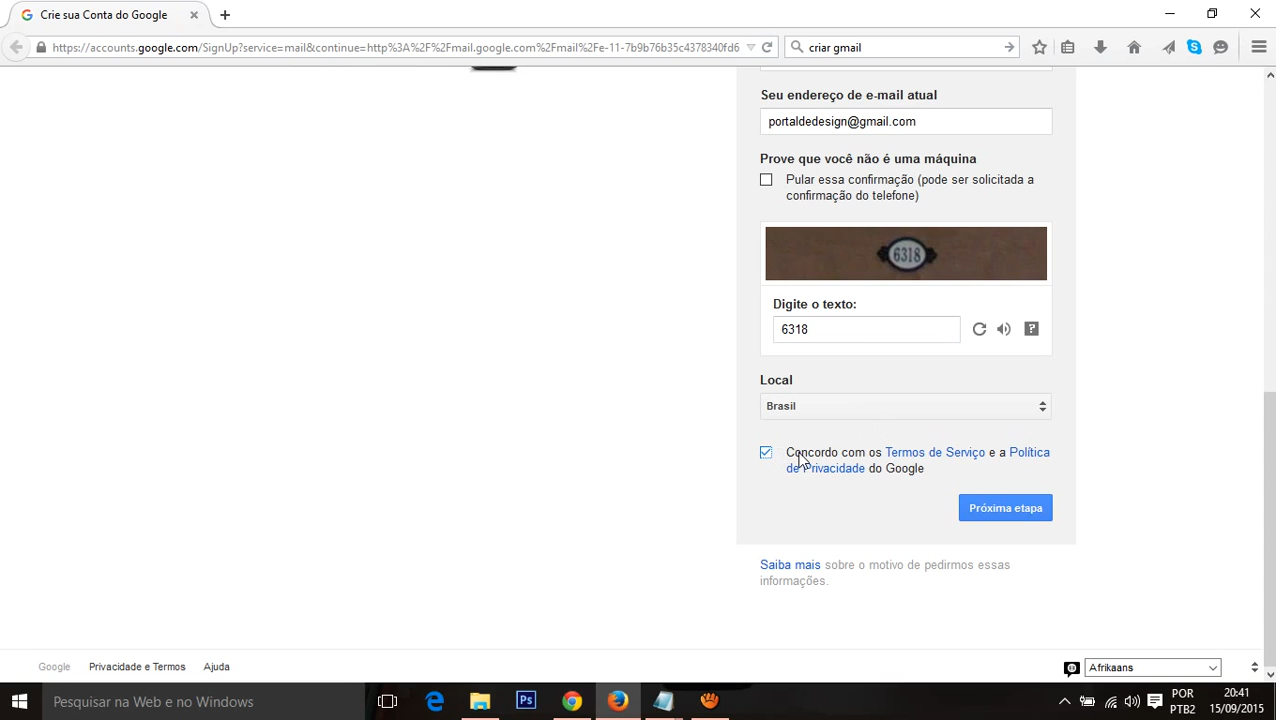 Crie sua Conta do Google
https://accounts.google.com/SignUp?service=mail&continue=http%3A%2F%2Fmail.google.com%2Fmail%2Fe-11-7b9b76b35c4378340fd6
criar gmail
Seu endereço de e-mail atual
portaldedesign@gmail.com
Prove que você não é uma máquina
Pular essa confirmação (pode ser solicitada a
confirmação do telefone)
6318
Digite o texto:
6318
Local
Brasil
Concordo com os Termos de Serviço e a Política
de Privacidade do Google
Próxima etapa
Saiba mais sobre o motivo de pedirmos essas
informações.
Google Privacidade e Termos Ajuda
Afrikaans
Pesquisar na Web e no Windows
Ps
POR
PTB2
20:41
15/09/2015